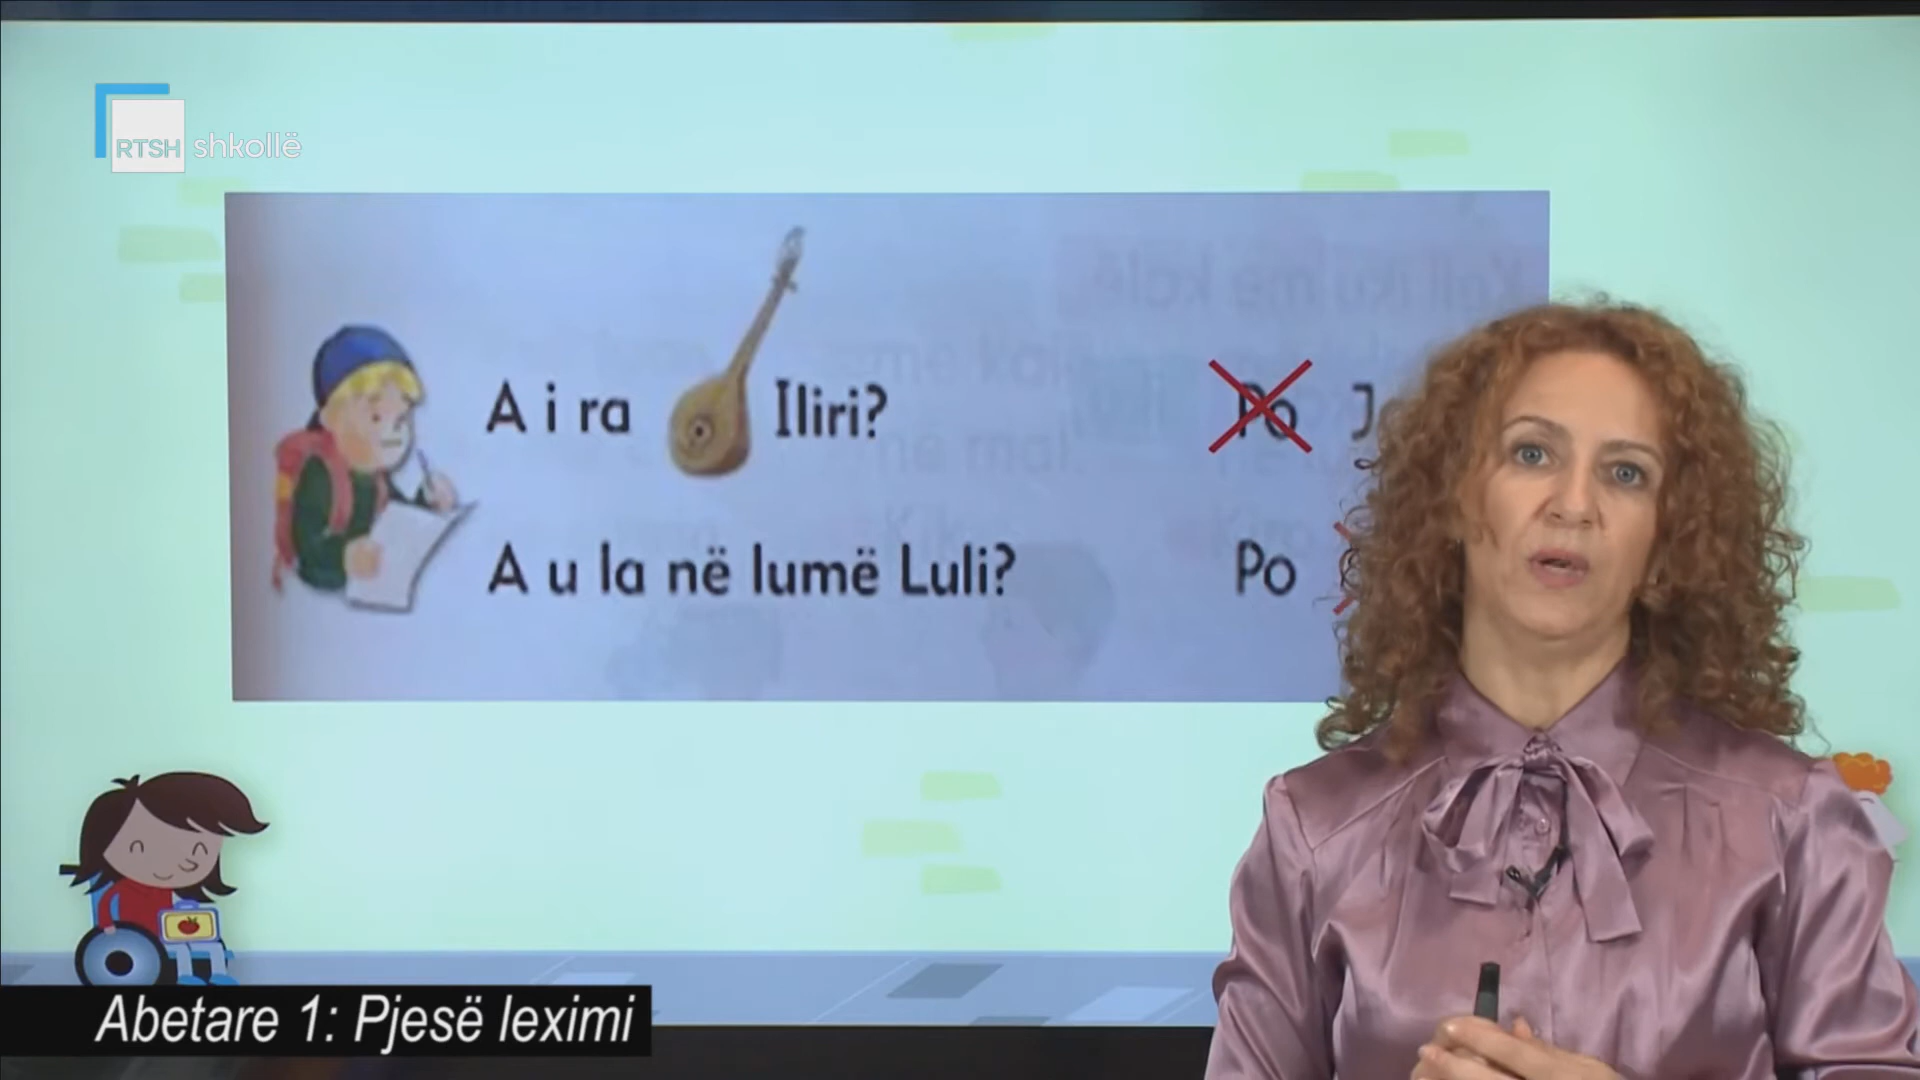 RTSH shkollë
A i ra Iliri? Po
A u la në lumë Luli? Po
Abetare 1: Pjesë leximi